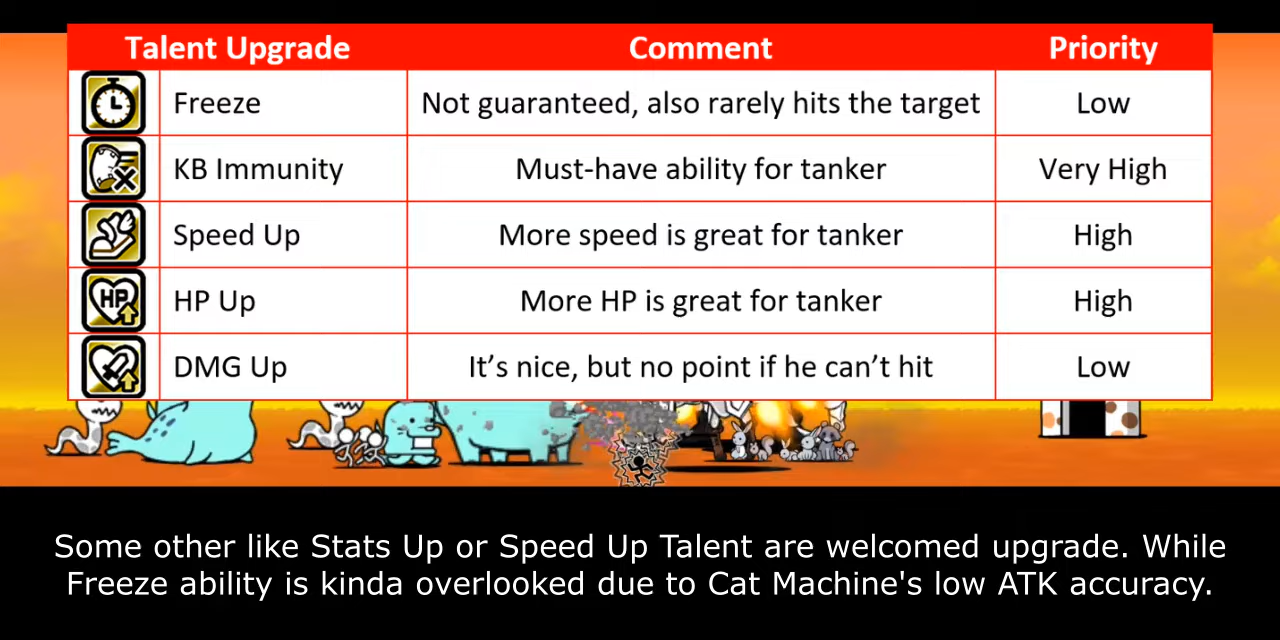 Talent Upgrade Comment Priority
Freeze Not guaranteed, also rarely hits the target Low
KB Immunity Must-have ability for tanker Very High
Speed Up More speed is great for tanker High
HP HP Up More HP is great for tanker High
DMG Up It’s nice, but no point if he can’t hit Low
Some other like Stats Up or Speed Up Talent are welcomed upgrade. While
Freeze ability is kinda overlooked due to Cat Machine's low ATK accuracy.